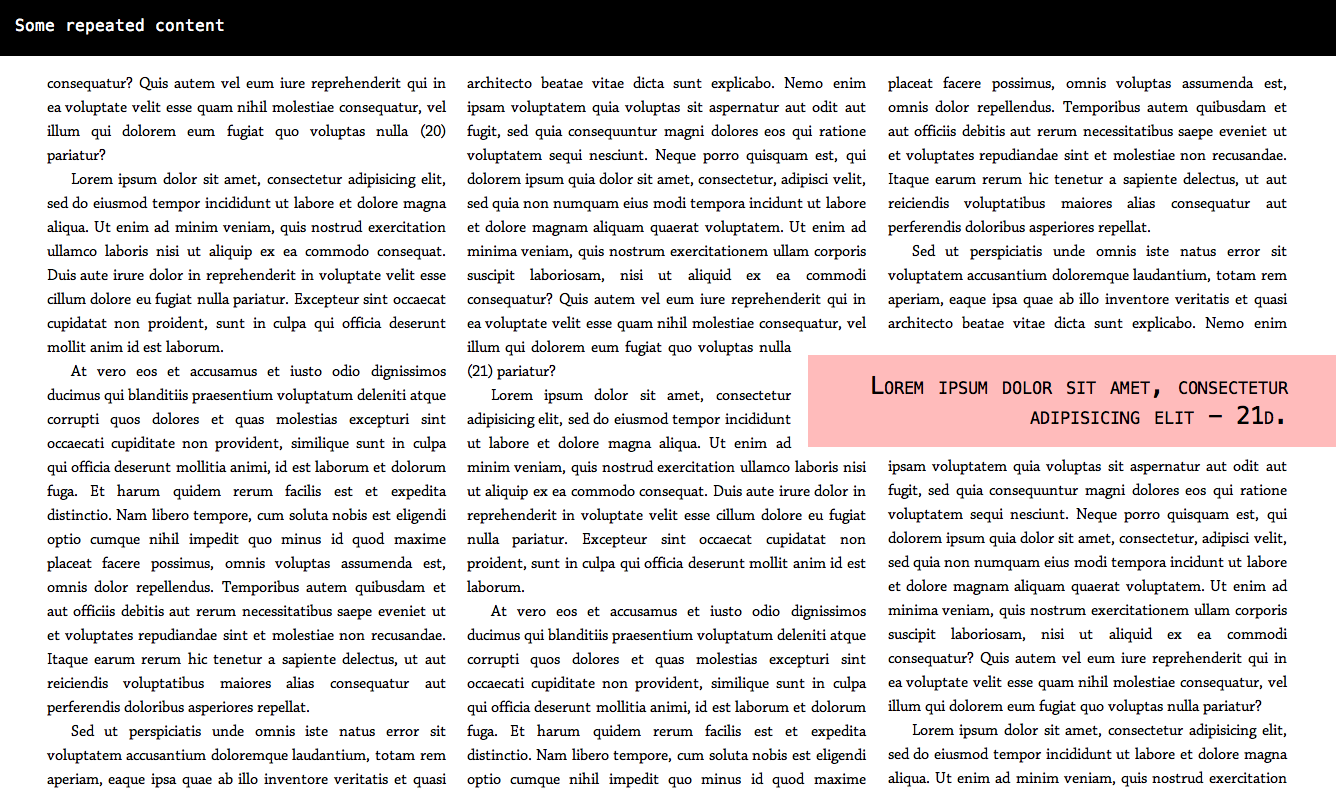 Some repeated content
consequatur? Quis autem vel eum iure reprehenderit qui in
ea voluptate velit esse quam nihil molestiae consequatur, vel
illum qui dolorem eum fugiat quo voluptas nulla (20)
pariatur?
Lorem ipsum dolor sit amet, consectetur adipisicing elit,
sed do eiusmod tempor incididunt ut labore et dolore magna
aliqua. Ut enim ad minim veniam, quis nostrud exercitation
ullamco laboris nisi ut aliquip ex ea commodo consequat.
Duis aute irure dolor in reprehenderit in voluptate velit esse
cillum dolore eu fugiat nulla pariatur. Excepteur sint occaecat
cupidatat non proident, sunt in culpa qui officia deserunt
mollit anim id est laborum.
At vero eos et accusamus et iusto odio dignissimos
ducimus qui blanditiis praesentium voluptatum deleniti atque
corrupti quos dolores et quas molestias excepturi sint
occaecati cupiditate non provident, similique sunt in culpa
qui officia deserunt mollitia animi, id est laborum et dolorum
fuga. Et harum quidem rerum facilis est et expedita
distinctio. Nam libero tempore, cum soluta nobis est eligendi
optio cumque nihil impedit quo minus id quod maxime
placeat facere possimus, omnis voluptas assumenda est,
omnis dolor repellendus. Temporibus autem quibusdam et
aut officiis debitis aut rerum necessitatibus saepe eveniet ut
et voluptates repudiandae sint et molestiae non recusandae.
Itaque earum rerum hic tenetur a sapiente delectus, ut aut
reiciendis voluptatibus maiores alias consequatur aut
perferendis doloribus asperiores repellat.
Sed ut perspiciatis unde omnis iste natus error sit
voluptatem accusantium doloremque laudantium, totam rem
aperiam, eaque ipsa quae ab illo inventore veritatis et quasi
architecto beatae vitae dicta sunt explicabo. Nemo enim
ipsam voluptatem quia voluptas sit aspernatur aut odit aut
fugit, sed quia consequuntur magni dolores eos qui ratione
voluptatem sequi nesciunt. Neque porro quisquam est, qui
dolorem ipsum quia dolor sit amet, consectetur, adipisci velit,
sed quia non numquam eius modi tempora incidunt ut labore
et dolore magnam aliquam quaerat voluptatem. Ut enim ad
minima veniam, quis nostrum exercitationem ullam corporis
suscipit laboriosam, nisi ut aliquid ex ea commodi
consequatur? Quis autem vel eum iure reprehenderit qui in
ea voluptate velit esse quam nihil molestiae consequatur, vel
illum qui dolorem eum fugiat quo voluptas nulla
(21) pariatur?
Lorem ipsum dolor sit amet, consectetur
adipisicing elit, sed do eiusmod tempor incididunt
ut labore et dolore magna aliqua. Ut enim ad
minim veniam, quis nostrud exercitation ullamco laboris nisi
ut aliquip ex ea commodo consequat. Duis aute irure dolor in
reprehenderit in voluptate velit esse cillum dolore eu fugiat
nulla pariatur. Excepteur sint occaecat cupidatat non
proident, sunt in culpa qui officia deserunt mollit anim id est
laborum.
At vero eos et accusamus et iusto odio dignissimos
ducimus qui blanditiis praesentium voluptatum deleniti atque
corrupti quos dolores et quas molestias excepturi sint
occaecati cupiditate non provident, similique sunt in culpa
qui officia deserunt mollitia animi, id est laborum et dolorum
fuga. Et harum quidem rerum facilis est et expedita
distinctio. Nam libero tempore, cum soluta nobis est eligendi
optio cumque nihil impedit quo minus id quod maxime
placeat facere possimus, omnis voluptas assumenda est,
omnis dolor repellendus. Temporibus autem quibusdam et
aut officiis debitis aut rerum necessitatibus saepe eveniet ut
et voluptates repudiandae sint et molestiae non recusandae.
Itaque earum rerum hic tenetur a sapiente delectus, ut aut
reiciendis voluptatibus maiores alias consequatur aut
perferendis doloribus asperiores repellat.
Sed ut perspiciatis unde omnis iste natus error sit
voluptatem accusantium doloremque laudantium, totam rem
aperiam, eaque ipsa quae ab illo inventore veritatis et quasi
architecto beatae vitae dicta sunt explicabo. Nemo enim
Lorem ipsum dolor sit amet, consectetur
adipisicing elit – 21d.
ipsam voluptatem quia voluptas sit aspernatur aut odit aut
fugit, sed quia consequuntur magni dolores eos qui ratione
voluptatem sequi nesciunt. Neque porro quisquam est, qui
dolorem ipsum quia dolor sit amet, consectetur, adipisci velit,
sed quia non numquam eius modi tempora incidunt ut labore
et dolore magnam aliquam quaerat voluptatem. Ut enim ad
minima veniam, quis nostrum exercitationem ullam corporis
suscipit laboriosam, nisi ut aliquid ex ea commodi
consequatur? Quis autem vel eum iure reprehenderit qui in
ea voluptate velit esse quam nihil molestiae consequatur, vel
illum qui dolorem eum fugiat quo voluptas nulla pariatur?
Lorem ipsum dolor sit amet, consectetur adipisicing elit,
sed do eiusmod tempor incididunt ut labore et dolore magna
aliqua. Ut enim ad minim veniam, quis nostrud exercitation